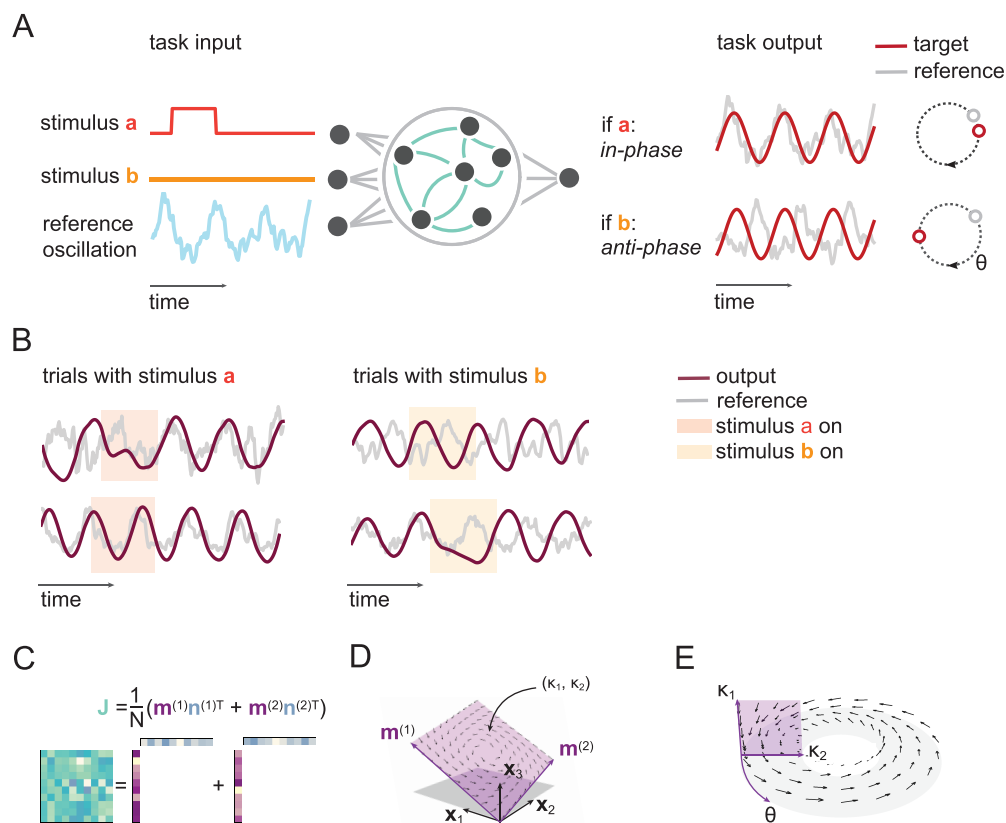 A
task input
stimulus a
stimulus b
reference
oscillation
time
task output
target
reference
if a:
in-phase
if b:
anti-phase
θ
time
B
trials with stimulus a
trials with stimulus b
output
reference
stimulus a on
stimulus b on
time
time
C
J = 1/N (m⁽¹⁾n⁽¹⁾ᵀ + m⁽²⁾n⁽²⁾ᵀ)
=
+
D
(κ₁, κ₂)
m⁽¹⁾
m⁽²⁾
x₃
x₁
x₂
E
κ₁
κ₂
θ